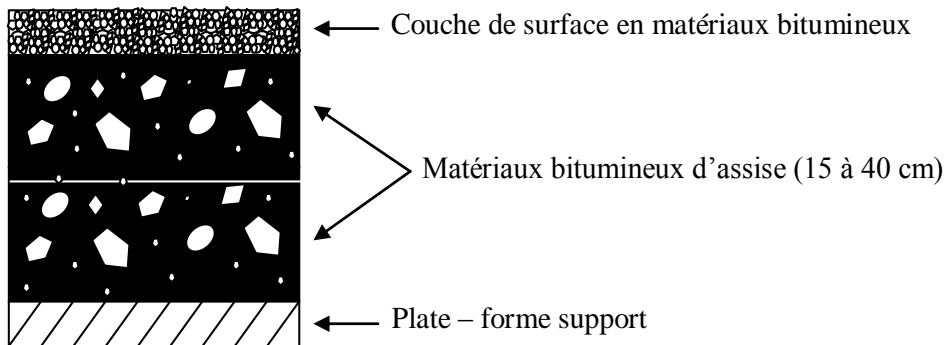 Couche de surface en matériaux bitumineux
Matériaux bitumineux d’assise (15 à 40 cm)
Plate – forme support